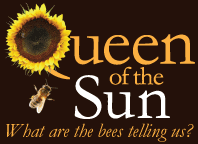 Queen
of the
Sun
What are the bees telling us?